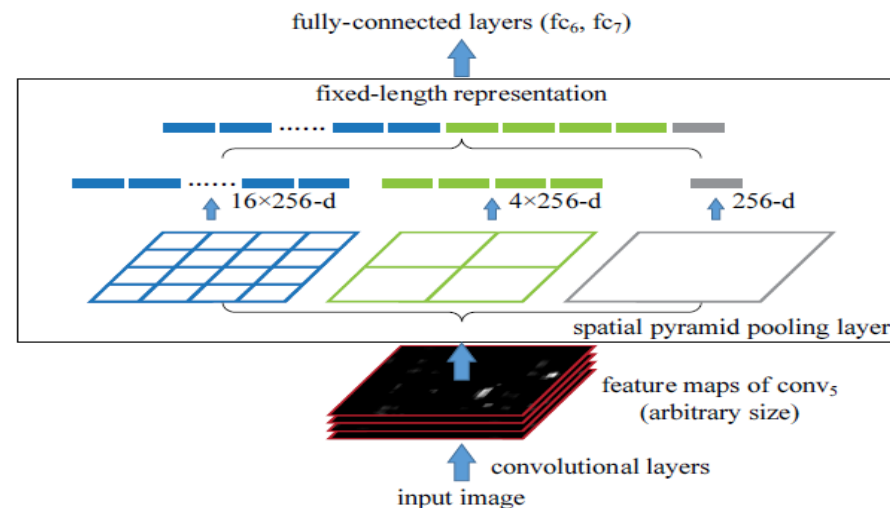 fully-connected layers (fc₆, fc₇)
fixed-length representation
......
......
16×256-d
4×256-d
256-d
spatial pyramid pooling layer
feature maps of conv₅
(arbitrary size)
convolutional layers
input image